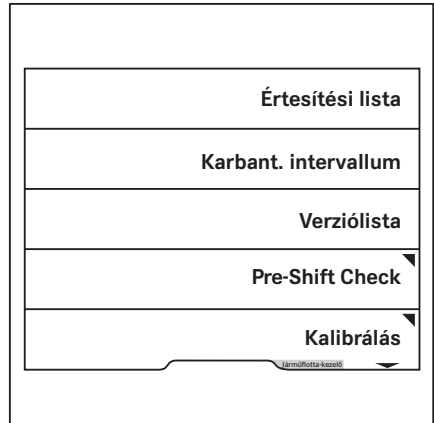 Értesítési lista
Karbant. intervallum
Verziólista
Pre-Shift Check
Kalibrálás
Járműflotta-kezelő